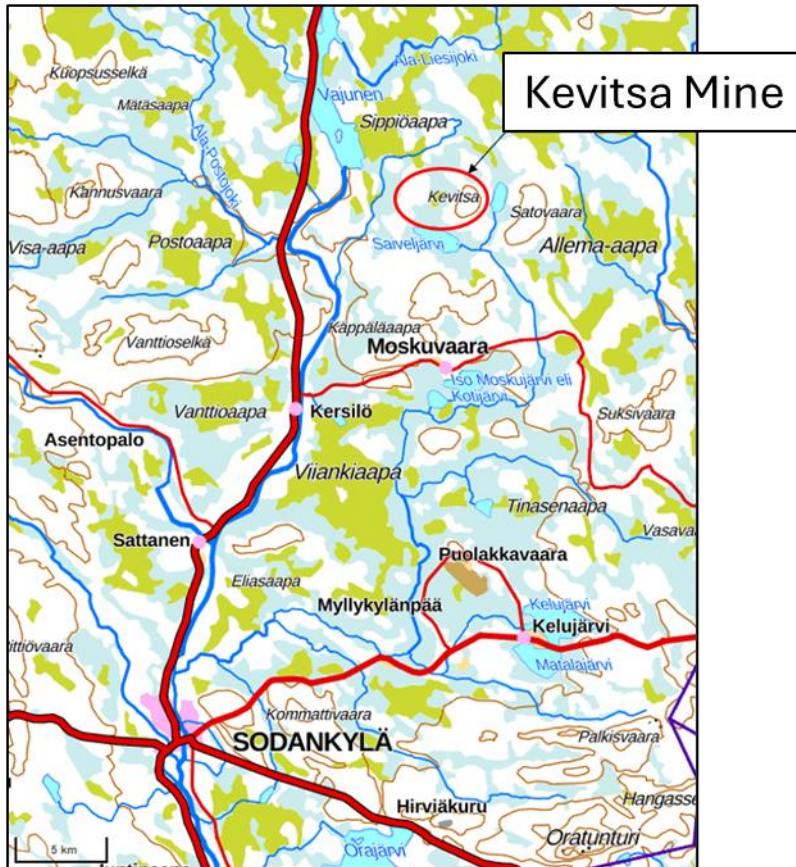 Kevitsa Mine
Kuopsusselkä
Mätäsaapa
Ala-Postojoki
Vajunen
Ala-Liesijoki
Sippiöaapa
Kannusvaara
Kevitsa
Satovaara
Visa-aapa
Postoaapa
Saiveljärvi
Allema-aapa
Käppäläaapa
Vanttioselkä
Moskuvaara
Iso Moskujärvi eli
Kotijärvi
Vanttioaapa
Kersilö
Suksivaara
Asentopalo
Viiankiaapa
Tinasenaapa
Sattanen
Vasavaa
Puolakkavaara
Eliasaapa
Myllykylänpää
Kelujärvi
Kelujärvi
ittiövaara
Matalajärvi
Kommattivaara
SODANKYLÄ
Palkisvaara
Hirviäkuru
Hangasse
Oratunturi
5 km
Orajärvi